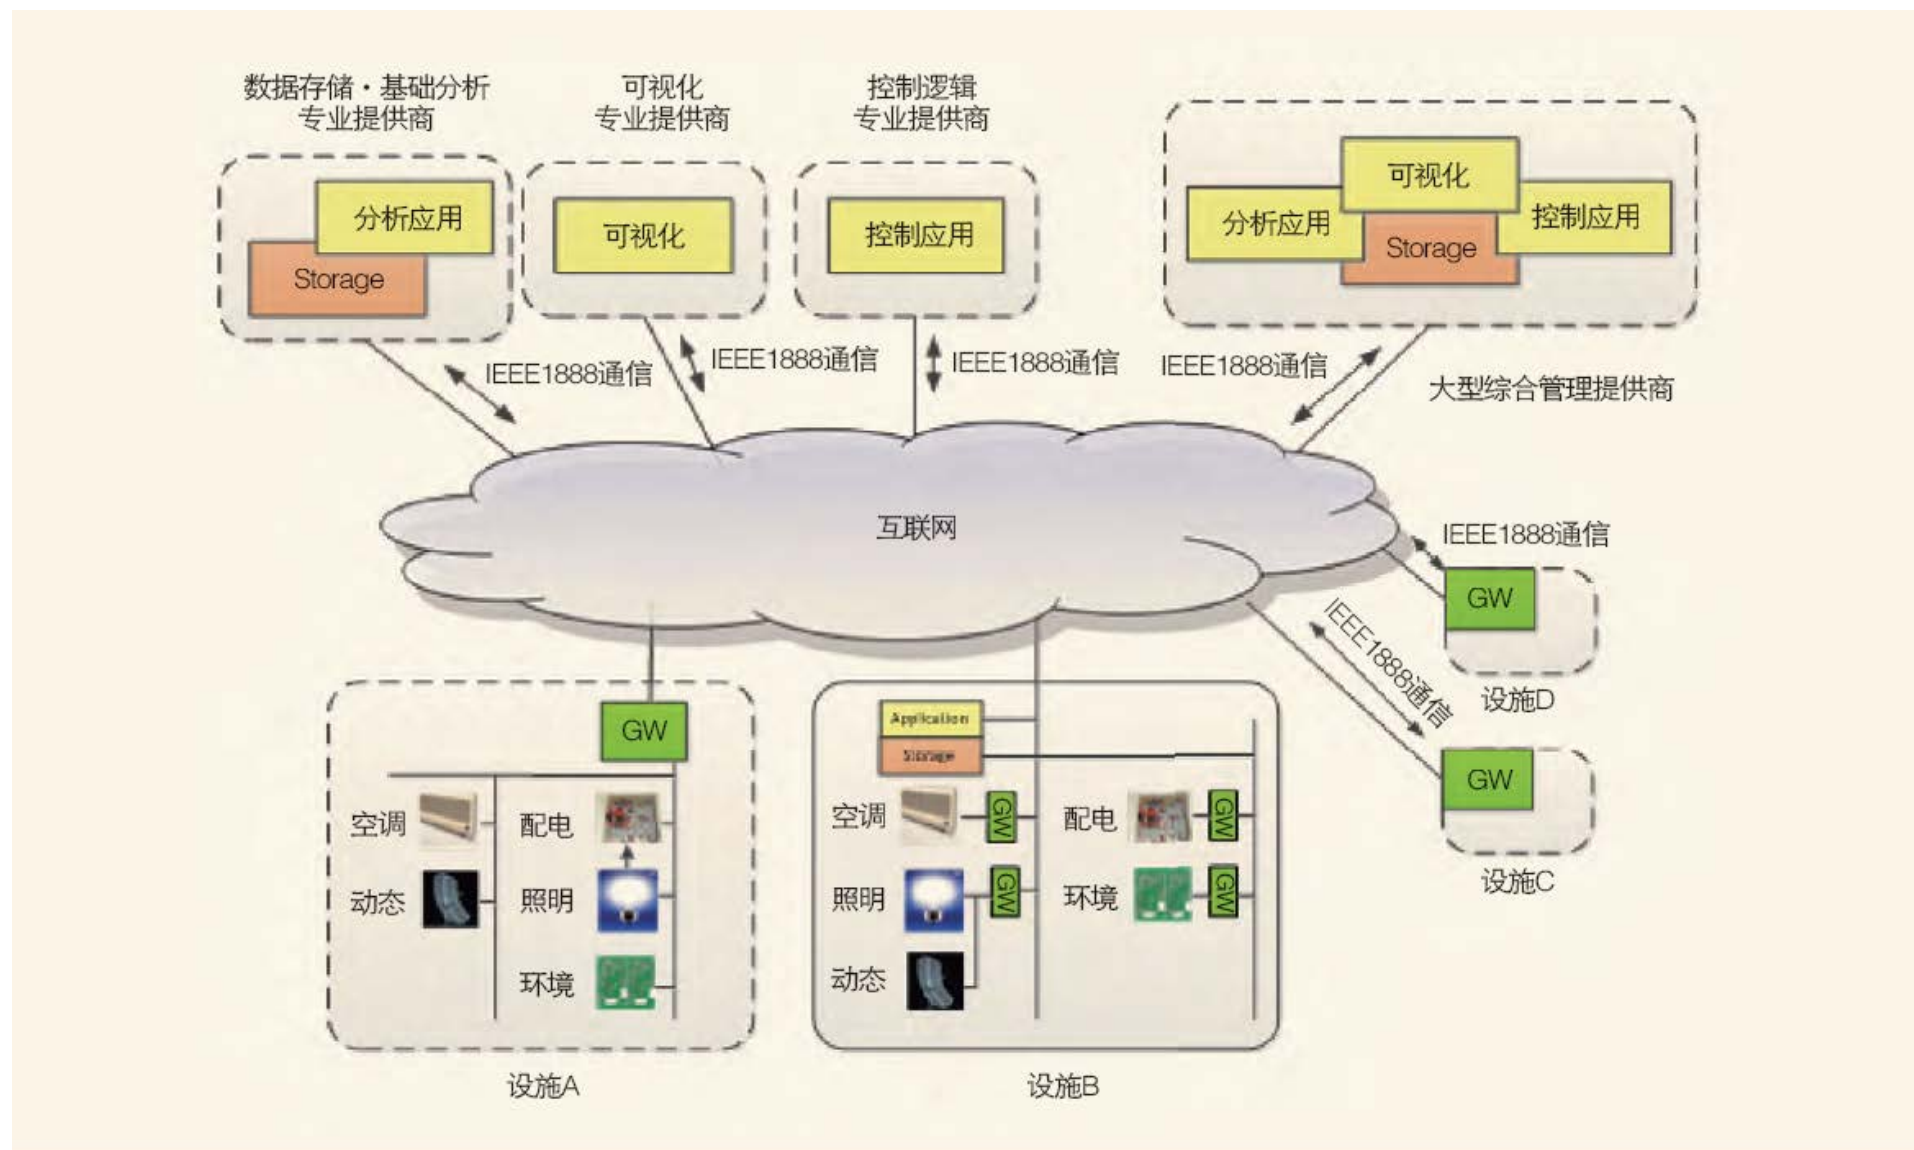 数据存储·基础分析
专业提供商
可视化
专业提供商
控制逻辑
专业提供商
分析应用
Storage
可视化
控制应用
可视化
分析应用
控制应用
Storage
IEEE1888通信
IEEE1888通信
IEEE1888通信
IEEE1888通信
大型综合管理提供商
互联网
IEEE1888通信
GW
设施D
IEEE1888通信
GW
设施C
GW
空调
配电
动态
照明
环境
设施A
Application
Storage
空调
GW
配电
GW
照明
GW
环境
GW
动态
设施B